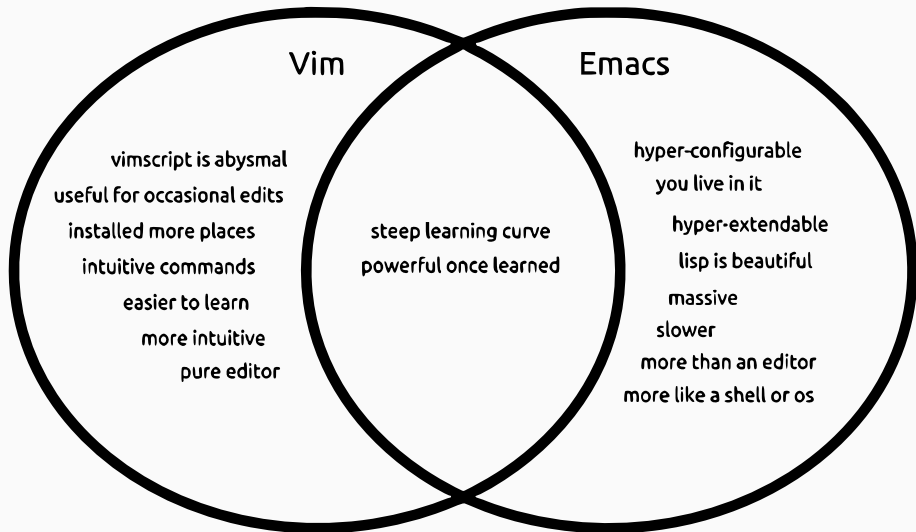 Vim
vimscript is abysmal
useful for occasional edits
installed more places
intuitive commands
easier to learn
more intuitive
pure editor
steep learning curve
powerful once learned
Emacs
hyper-configurable
you live in it
hyper-extendable
lisp is beautiful
massive
slower
more than an editor
more like a shell or os